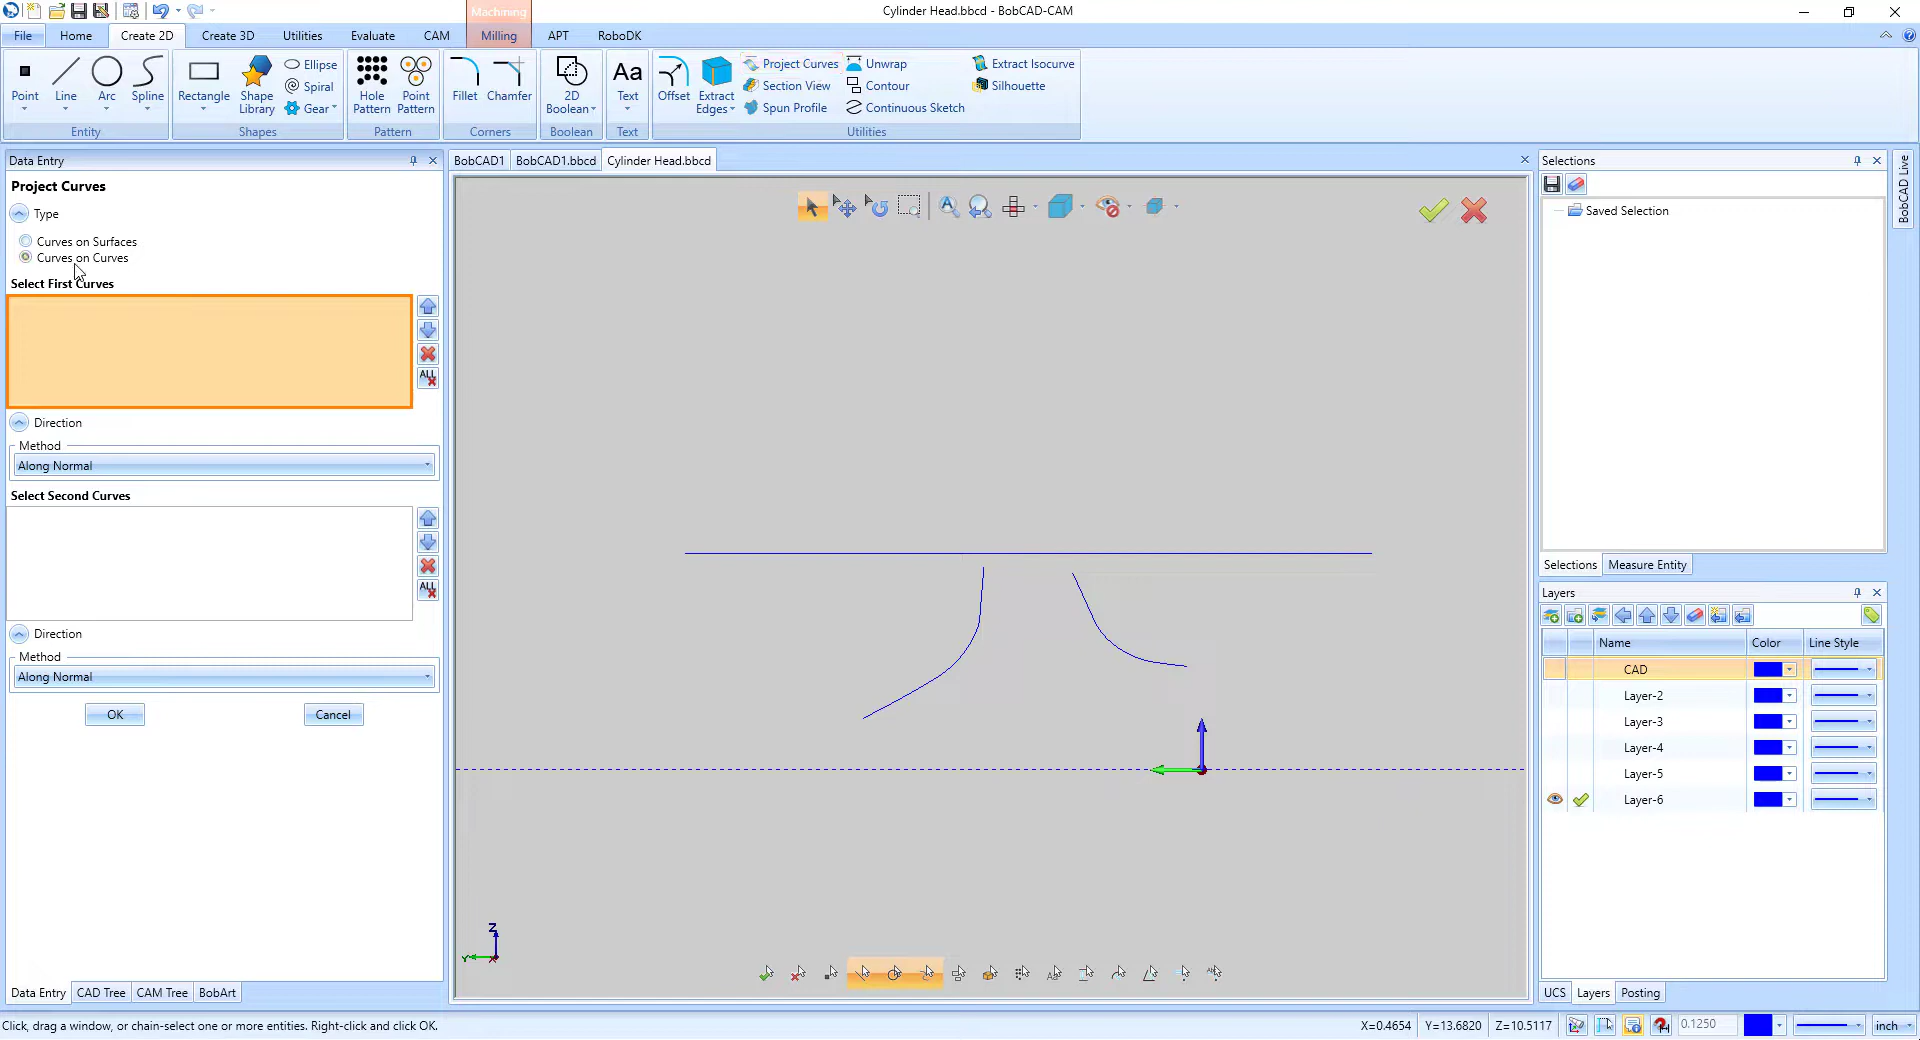 Machining
Cylinder Head.bbcd - BobCAD-CAM
File Home Create 2D Create 3D Utilities Evaluate CAM Milling APT RoboDK
Point Line Arc Spline
Entity
Rectangle Shape Library Ellipse Spiral Gear
Shapes
Hole Pattern Point Pattern
Pattern
Fillet Chamfer
Corners
2D Boolean
Boolean
Aa
Text
Text
Offset Extract Edges
Project Curves Unwrap Extract Isocurve
Section View Contour Silhouette
Spun Profile Continuous Sketch
Utilities
Data Entry
Project Curves
Type
Curves on Surfaces
Curves on Curves
Select First Curves
ALL
Direction
Method
Along Normal
Select Second Curves
ALL
Direction
Method
Along Normal
OK Cancel
Data Entry CAD Tree CAM Tree BobArt
BobCAD1 BobCAD1.bbcd Cylinder Head.bbcd
Z
Y
Selections
Saved Selection
Selections Measure Entity
BobCAD Live
Layers
Name Color Line Style
CAD
Layer-2
Layer-3
Layer-4
Layer-5
Layer-6
UCS Layers Posting
Click, drag a window, or chain-select one or more entities. Right-click and click OK.
X=0.4654 Y=13.6820 Z=10.5117 0.1250 inch